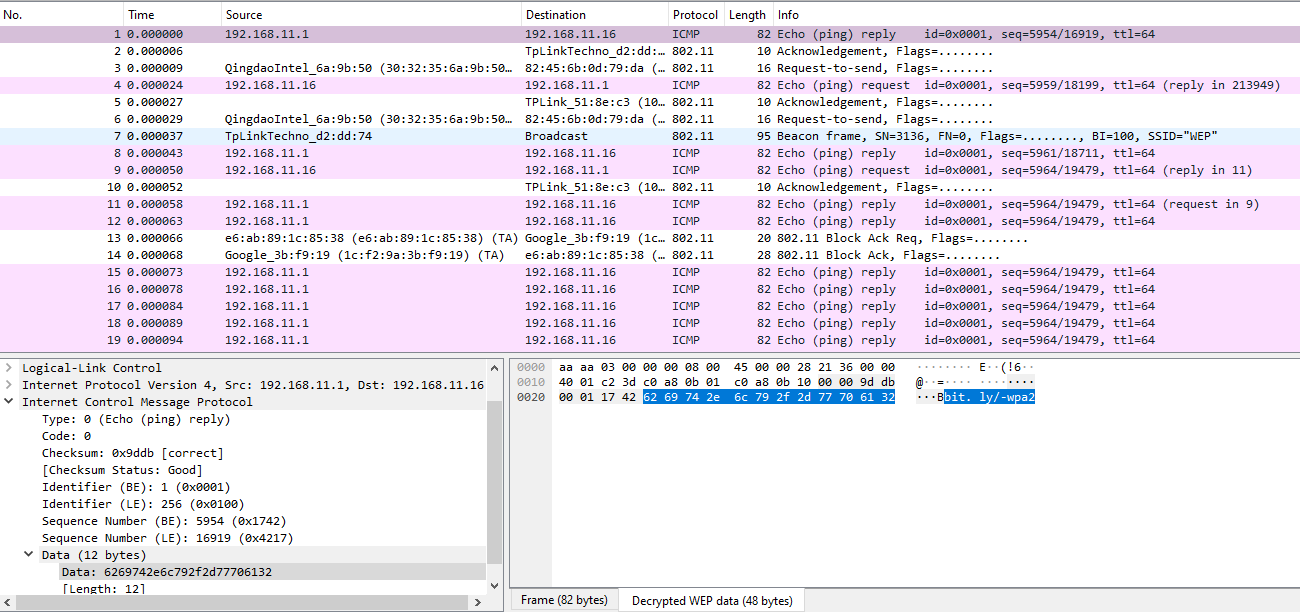 No. Time Source Destination Protocol Length Info
1 0.000000 192.168.11.1 192.168.11.16 ICMP 82 Echo (ping) reply id=0x0001, seq=5954/16919, ttl=64
2 0.000006 TpLinkTechno_d2:dd:… 802.11 10 Acknowledgement, Flags=........
3 0.000009 QingdaoIntel_6a:9b:50 (30:32:35:6a:9b:50… 82:45:6b:0d:79:da (… 802.11 16 Request-to-send, Flags=........
4 0.000024 192.168.11.16 192.168.11.1 ICMP 82 Echo (ping) request id=0x0001, seq=5959/18199, ttl=64 (reply in 213949)
5 0.000027 TPLink_51:8e:c3 (10… 802.11 10 Acknowledgement, Flags=........
6 0.000029 QingdaoIntel_6a:9b:50 (30:32:35:6a:9b:50… 82:45:6b:0d:79:da (… 802.11 16 Request-to-send, Flags=........
7 0.000037 TpLinkTechno_d2:dd:74 Broadcast 802.11 95 Beacon frame, SN=3136, FN=0, Flags=........, BI=100, SSID="WEP"
8 0.000043 192.168.11.1 192.168.11.16 ICMP 82 Echo (ping) reply id=0x0001, seq=5961/18711, ttl=64
9 0.000050 192.168.11.16 192.168.11.1 ICMP 82 Echo (ping) request id=0x0001, seq=5964/19479, ttl=64 (reply in 11)
10 0.000052 TPLink_51:8e:c3 (10… 802.11 10 Acknowledgement, Flags=........
11 0.000058 192.168.11.1 192.168.11.16 ICMP 82 Echo (ping) reply id=0x0001, seq=5964/19479, ttl=64 (request in 9)
12 0.000063 192.168.11.1 192.168.11.16 ICMP 82 Echo (ping) reply id=0x0001, seq=5964/19479, ttl=64
13 0.000066 e6:ab:89:1c:85:38 (e6:ab:89:1c:85:38) (TA) Google_3b:f9:19 (1c… 802.11 20 802.11 Block Ack Req, Flags=........
14 0.000068 Google_3b:f9:19 (1c:f2:9a:3b:f9:19) (TA) e6:ab:89:1c:85:38 (… 802.11 28 802.11 Block Ack, Flags=........
15 0.000073 192.168.11.1 192.168.11.16 ICMP 82 Echo (ping) reply id=0x0001, seq=5964/19479, ttl=64
16 0.000078 192.168.11.1 192.168.11.16 ICMP 82 Echo (ping) reply id=0x0001, seq=5964/19479, ttl=64
17 0.000084 192.168.11.1 192.168.11.16 ICMP 82 Echo (ping) reply id=0x0001, seq=5964/19479, ttl=64
18 0.000089 192.168.11.1 192.168.11.16 ICMP 82 Echo (ping) reply id=0x0001, seq=5964/19479, ttl=64
19 0.000094 192.168.11.1 192.168.11.16 ICMP 82 Echo (ping) reply id=0x0001, seq=5964/19479, ttl=64
Logical-Link Control
Internet Protocol Version 4, Src: 192.168.11.1, Dst: 192.168.11.16
Internet Control Message Protocol
Type: 0 (Echo (ping) reply)
Code: 0
Checksum: 0x9ddb [correct]
[Checksum Status: Good]
Identifier (BE): 1 (0x0001)
Identifier (LE): 256 (0x0100)
Sequence Number (BE): 5954 (0x1742)
Sequence Number (LE): 16919 (0x4217)
Data (12 bytes)
Data: 6269742e6c792f2d77706132
[Length: 12]
0000 aa aa 03 00 00 00 08 00 45 00 00 28 21 36 00 00 ········ E··(!6··
0010 40 01 c2 3d c0 a8 0b 01 c0 a8 0b 10 00 00 9d db @··=···· ········
0020 00 01 17 42 62 69 74 2e 6c 79 2f 2d 77 70 61 32 ···Bbit. ly/-wpa2
Frame (82 bytes) Decrypted WEP data (48 bytes)